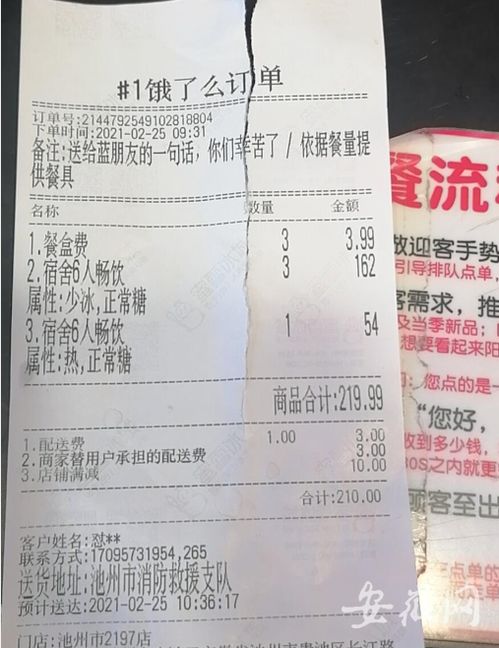 #1饿了么订单
订单号:2144792549102818804
下单时间:2021-02-25 09:31
备注:送给蓝朋友的一句话，你们辛苦了 / 依据餐量提
供餐具
名称 数量 金额
1.餐盒费 3 3.99
2.宿舍6人畅饮 3 162
属性:少冰,正常糖
3.宿舍6人畅饮 1 54
属性:热,正常糖
商品合计:219.99
1.配送费 1.00 3.00
2.商家替用户承担的配送费 3.00
3.店铺满减 10.00
合计:210.00
客户姓名:怼**
联系方式:17095731954,265
送货地址:池州市消防救援支队
预计送达:2021-02-25 10:36:17
门店:池州市2197店
餐流
迎客手势
引导排队点单
客需求，推
及当季新品；
想要看起来阳
您点的是一
“您好，
收到多少钱，
OS之内就更
顾客至出
点单的
安徽网